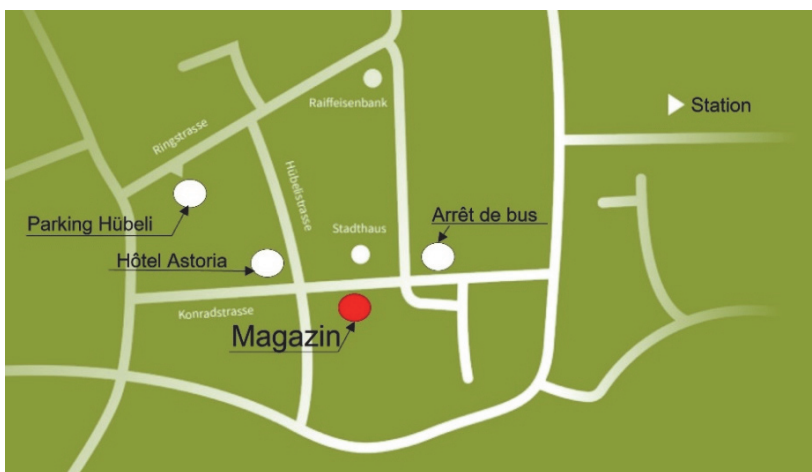 Raiffeisenbank
Station
Ringstrasse
Hübelistrasse
Parking Hübeli
Arrêt de bus
Stadthaus
Hôtel Astoria
Konradstrasse
Magazin